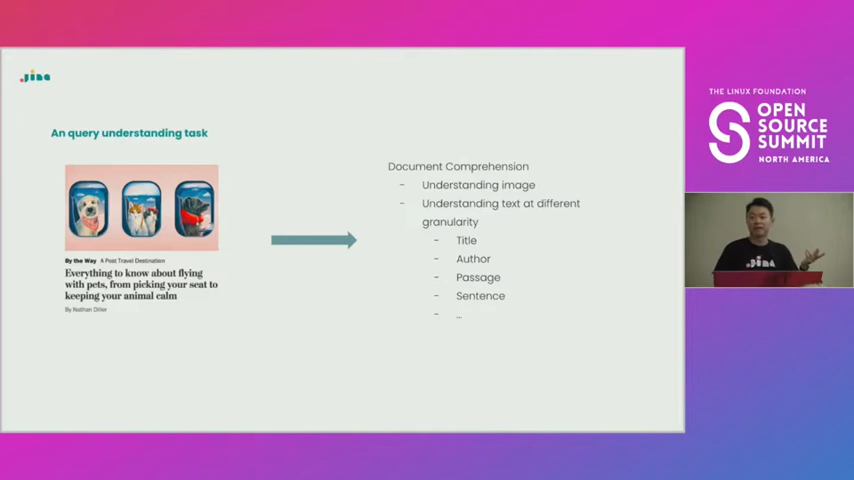 .jina
An query understanding task
By the Way A Post Travel Destination
Everything to know about flying
with pets, from picking your seat to
keeping your animal calm
By Nathan Diller
Document Comprehension
- Understanding image
- Understanding text at different
granularity
- Title
- Author
- Passage
- Sentence
- ...
THE LINUX FOUNDATION
OPEN
SOURCE
SUMMIT
NORTH AMERICA
.jina